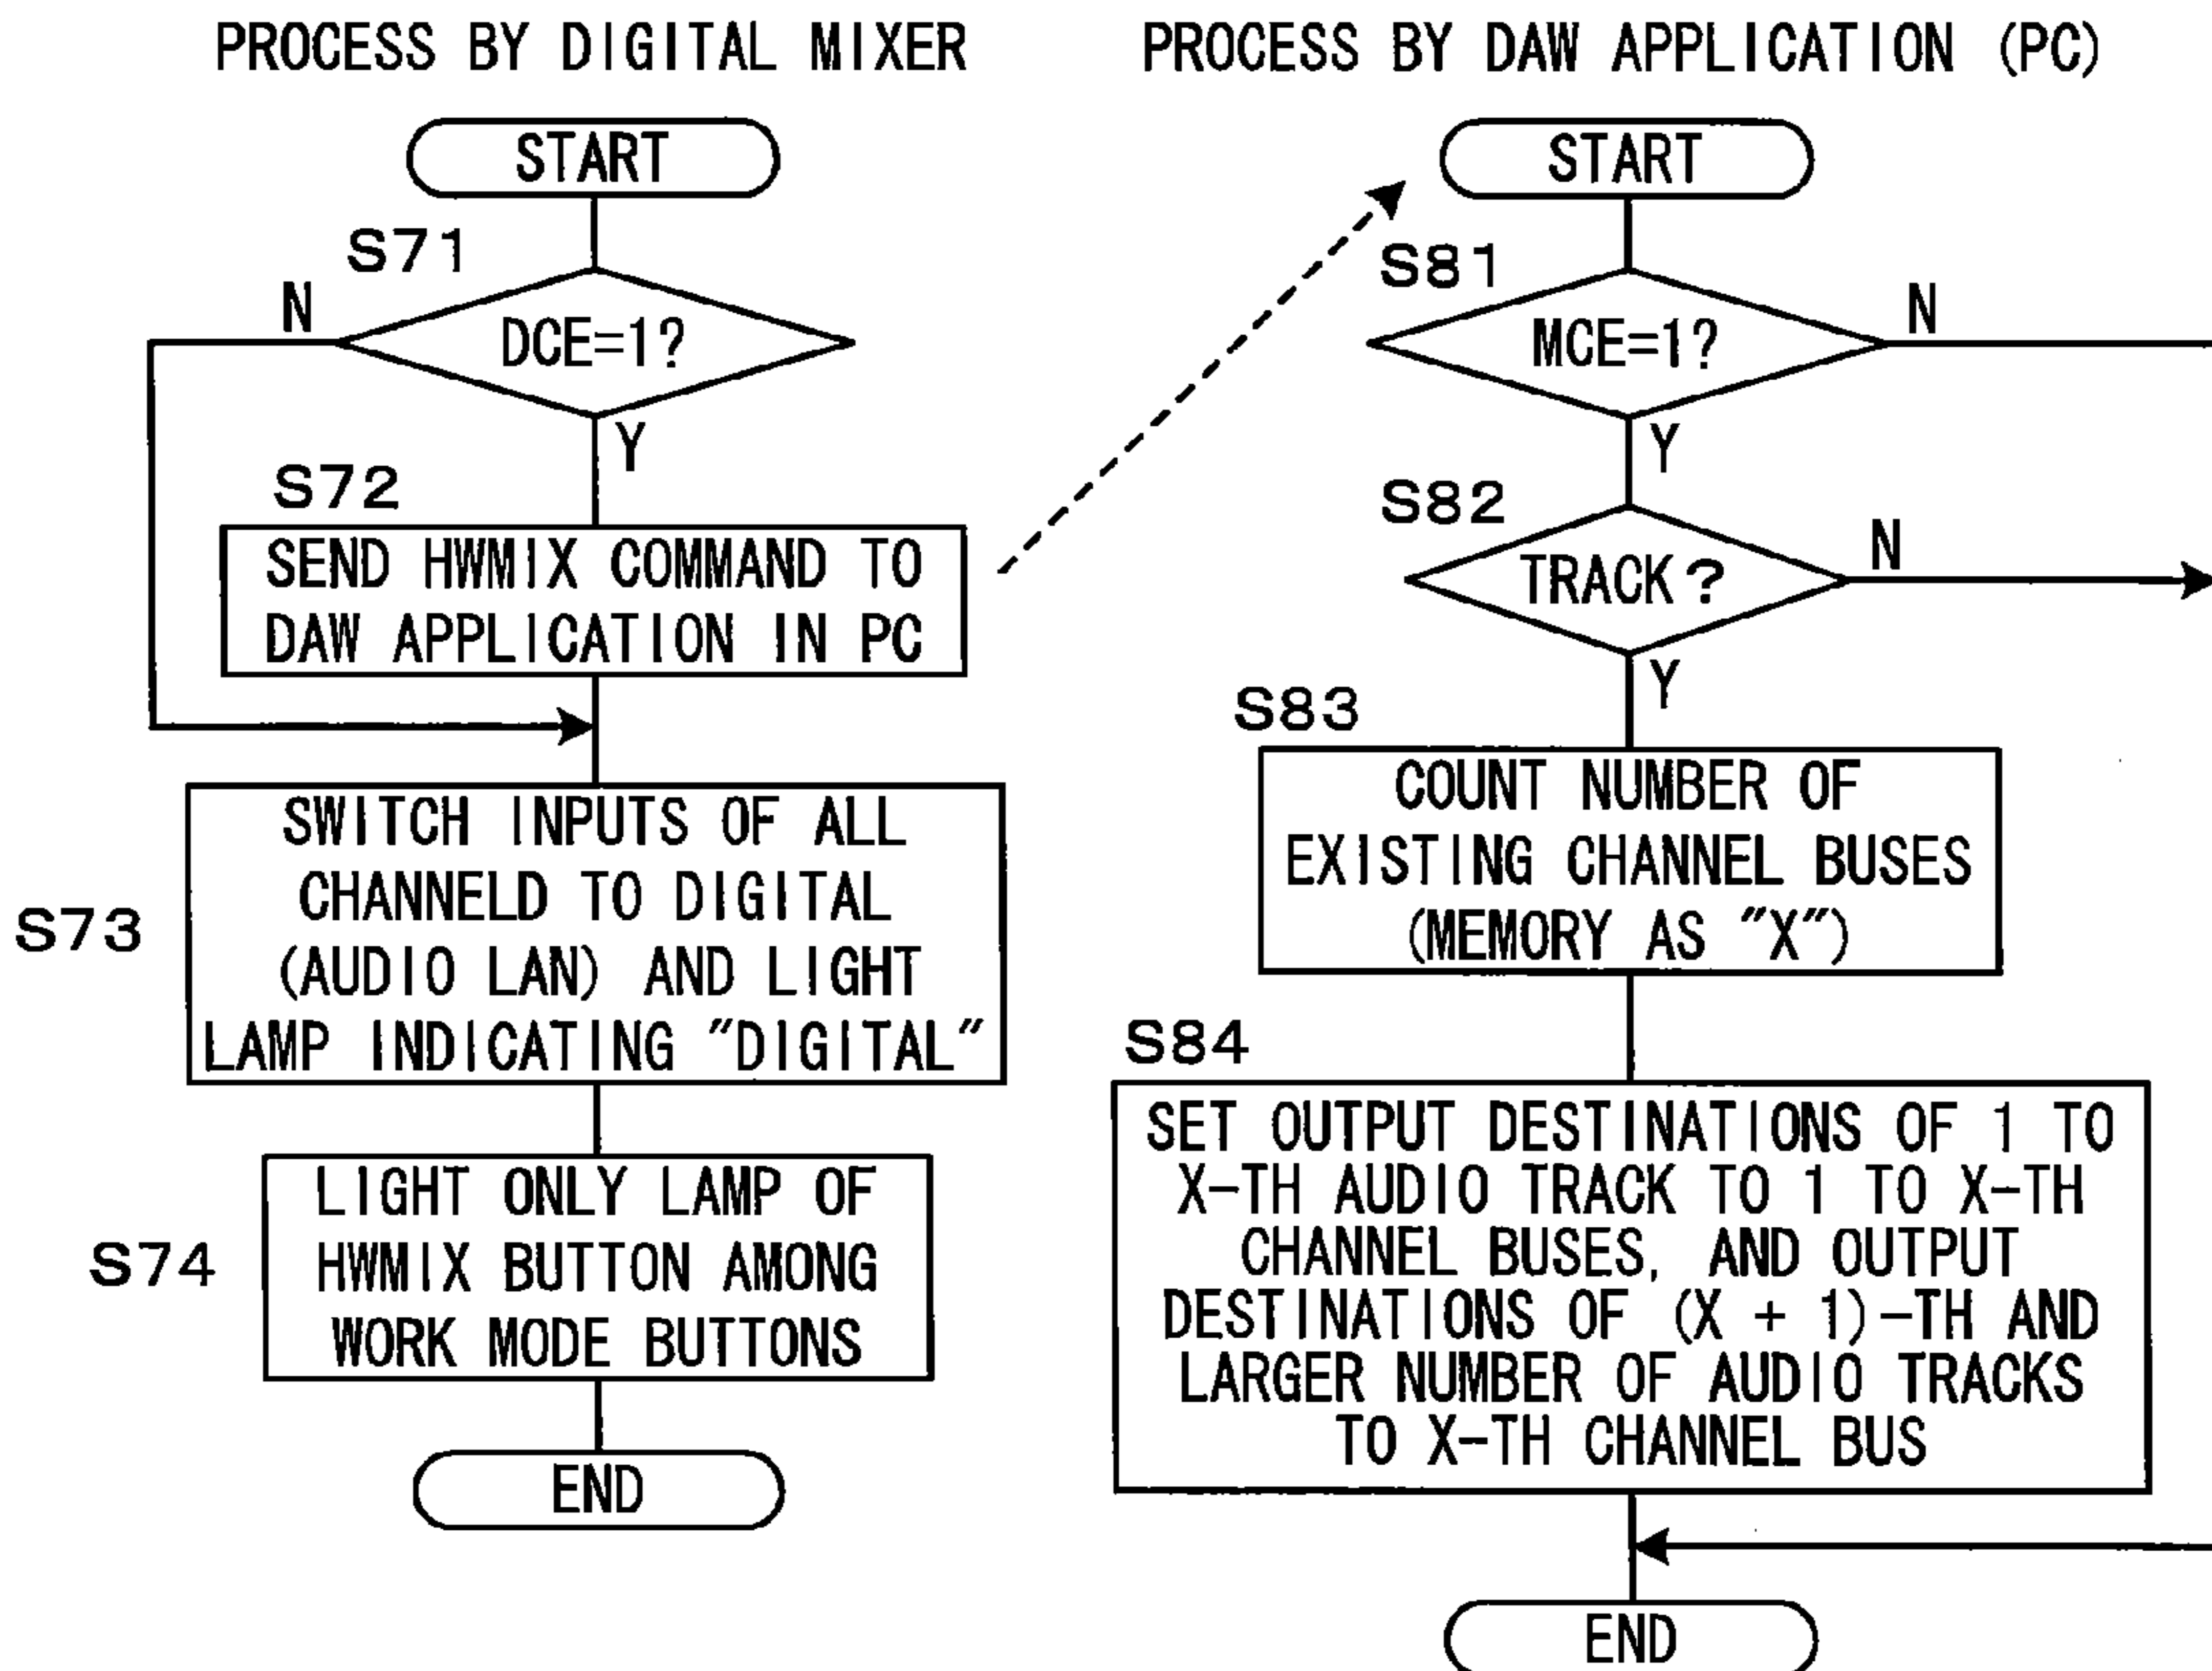 PROCESS BY DIGITAL MIXER
START
S71
N
DCE=1?
Y
S72
SEND HWMIX COMMAND TO
DAW APPLICATION IN PC
S73
SWITCH INPUTS OF ALL
CHANNELD TO DIGITAL
(AUDIO LAN) AND LIGHT
LAMP INDICATING "DIGITAL"
S74
LIGHT ONLY LAMP OF
HWMIX BUTTON AMONG
WORK MODE BUTTONS
END
PROCESS BY DAW APPLICATION (PC)
START
S81
MCE=1?
N
Y
S82
TRACK?
N
Y
S83
COUNT NUMBER OF
EXISTING CHANNEL BUSES
(MEMORY AS "X")
S84
SET OUTPUT DESTINATIONS OF 1 TO
X-TH AUDIO TRACK TO 1 TO X-TH
CHANNEL BUSES, AND OUTPUT
DESTINATIONS OF (X + 1)-TH AND
LARGER NUMBER OF AUDIO TRACKS
TO X-TH CHANNEL BUS
END